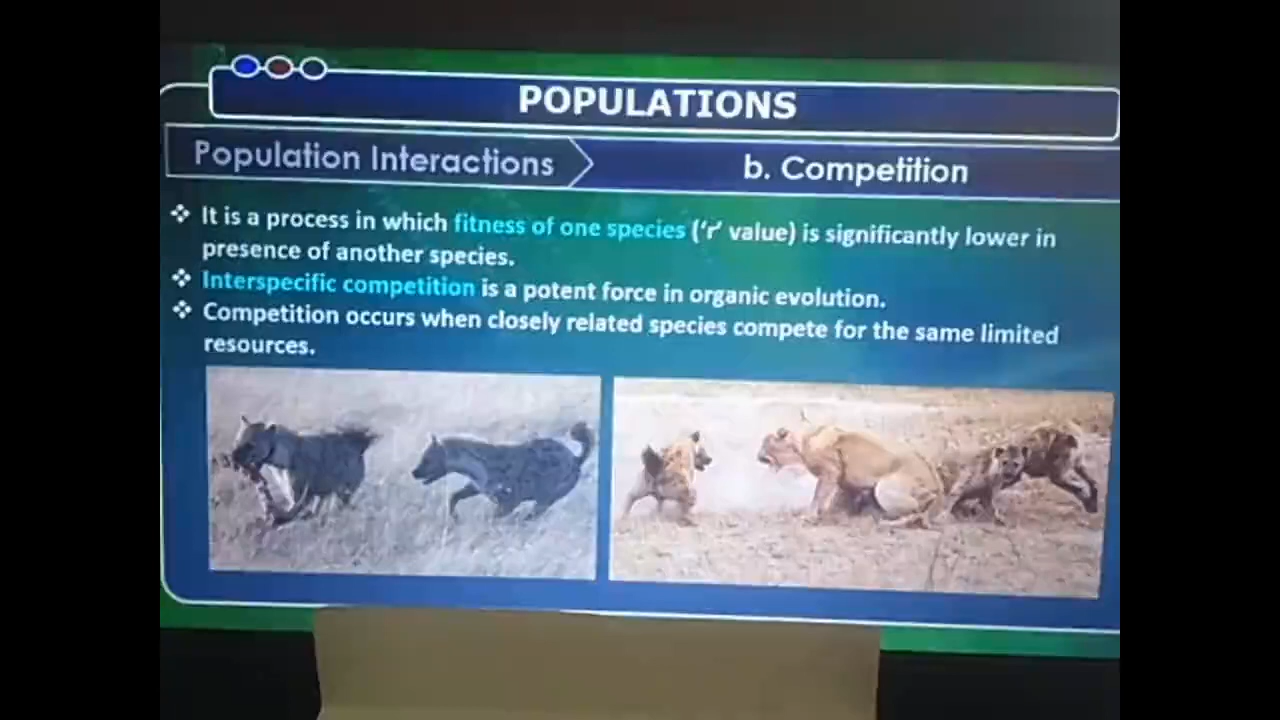 POPULATIONS
Population Interactions
b. Competition
❖ It is a process in which fitness of one species (‘r’ value) is significantly lower in
presence of another species.
❖ Interspecific competition is a potent force in organic evolution.
❖ Competition occurs when closely related species compete for the same limited
resources.